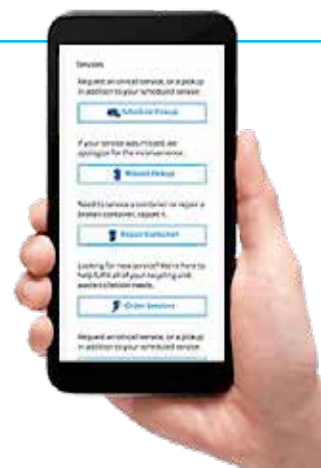 Services
Request an on-call service, or a pickup
in addition to your scheduled service
Schedule Pickup
If your service was missed, we
apologize for the inconvenience.
Missed Pickup
Need to service a container or repair a
broken container, report it.
Repair Container
Looking for new service? We're here to
help fulfill all of your recycling and
waste collection needs.
Order Services
Request an on-call service, or a pickup
in addition to your scheduled service